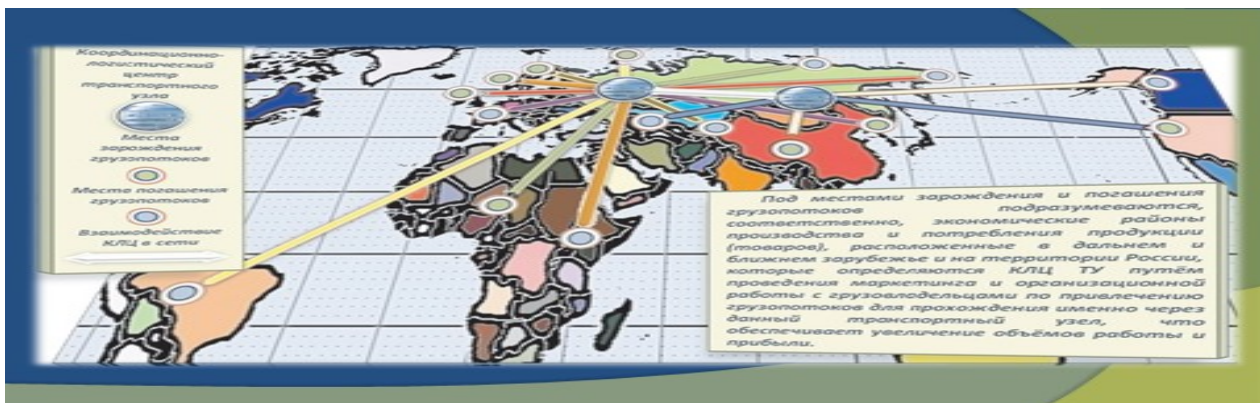 Координационно-
логистический
центр
транспортного
узла
Места
зарождения
грузопотоков
Место погашения
грузопотоков
Взаимодействие
КЛЦ в сети
Под местами зарождения и погашения
грузопотоков подразумеваются,
соответственно, экономические районы
производства и потребления продукции
(товаров), расположенные в дальнем и
ближнем зарубежье и на территории России,
которые определяются КЛЦ ТУ путём
проведения маркетинга и организационной
работы с грузовлодельцами по привлечению
грузопотоков для прохождения именно через
данный транспортный узел, что
обеспечивает увеличение объёмов работы и
прибыли.